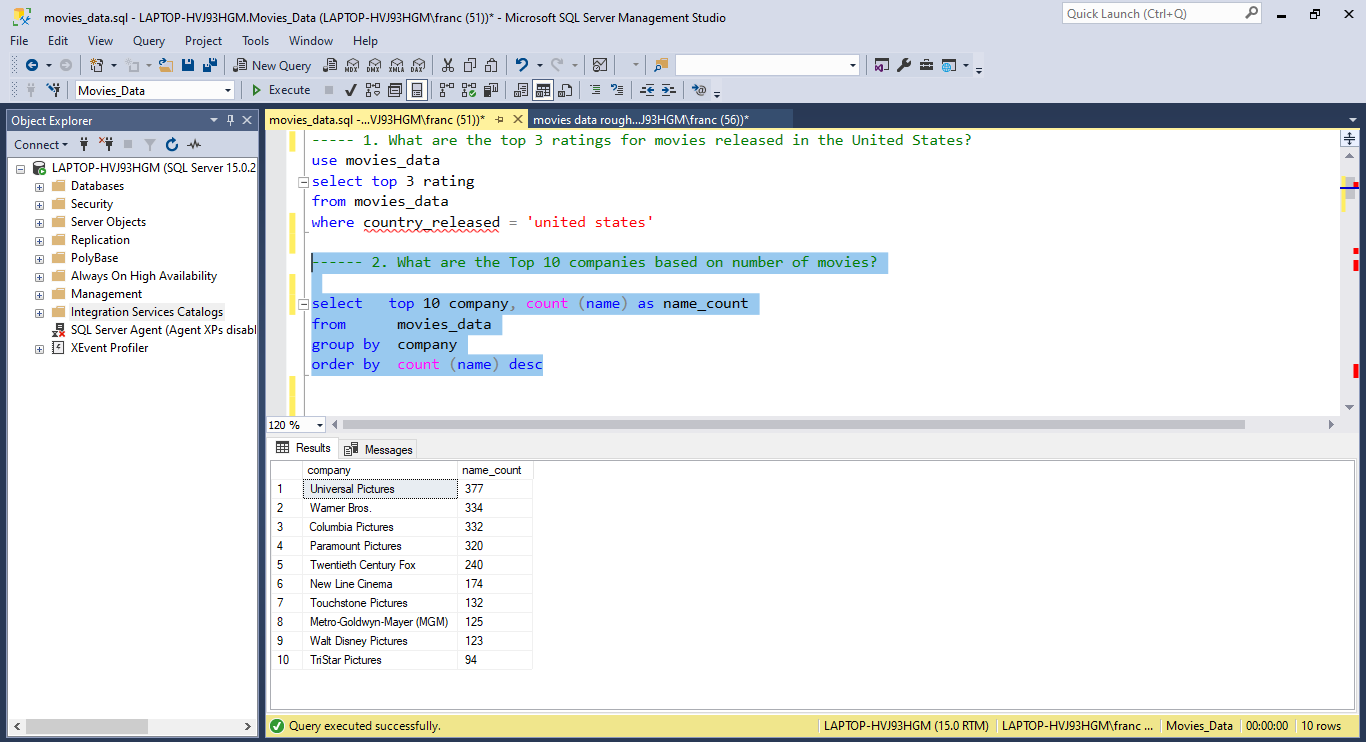 movies_data.sql - LAPTOP-HVJ93HGM.Movies_Data (LAPTOP-HVJ93HGM\franc (51))* - Microsoft SQL Server Management Studio
Quick Launch (Ctrl+Q)
File Edit View Query Project Tools Window Help
New Query MDX DMX XMLA DAX
Movies_Data Execute
Object Explorer
Connect
LAPTOP-HVJ93HGM (SQL Server 15.0.2
Databases
Security
Server Objects
Replication
PolyBase
Always On High Availability
Management
Integration Services Catalogs
SQL Server Agent (Agent XPs disabl
XEvent Profiler
movies_data.sql -...VJ93HGM\franc (51))* movies data rough...J93HGM\franc (56))*
----- 1. What are the top 3 ratings for movies released in the United States?
use movies_data
select top 3 rating
from movies_data
where country_released = 'united states'
------ 2. What are the Top 10 companies based on number of movies?
select top 10 company, count (name) as name_count
from movies_data
group by company
order by count (name) desc
120 %
Results Messages
company name_count
1 Universal Pictures 377
2 Warner Bros. 334
3 Columbia Pictures 332
4 Paramount Pictures 320
5 Twentieth Century Fox 240
6 New Line Cinema 174
7 Touchstone Pictures 132
8 Metro-Goldwyn-Mayer (MGM) 125
9 Walt Disney Pictures 123
10 TriStar Pictures 94
Query executed successfully. LAPTOP-HVJ93HGM (15.0 RTM) LAPTOP-HVJ93HGM\franc ... Movies_Data 00:00:00 10 rows